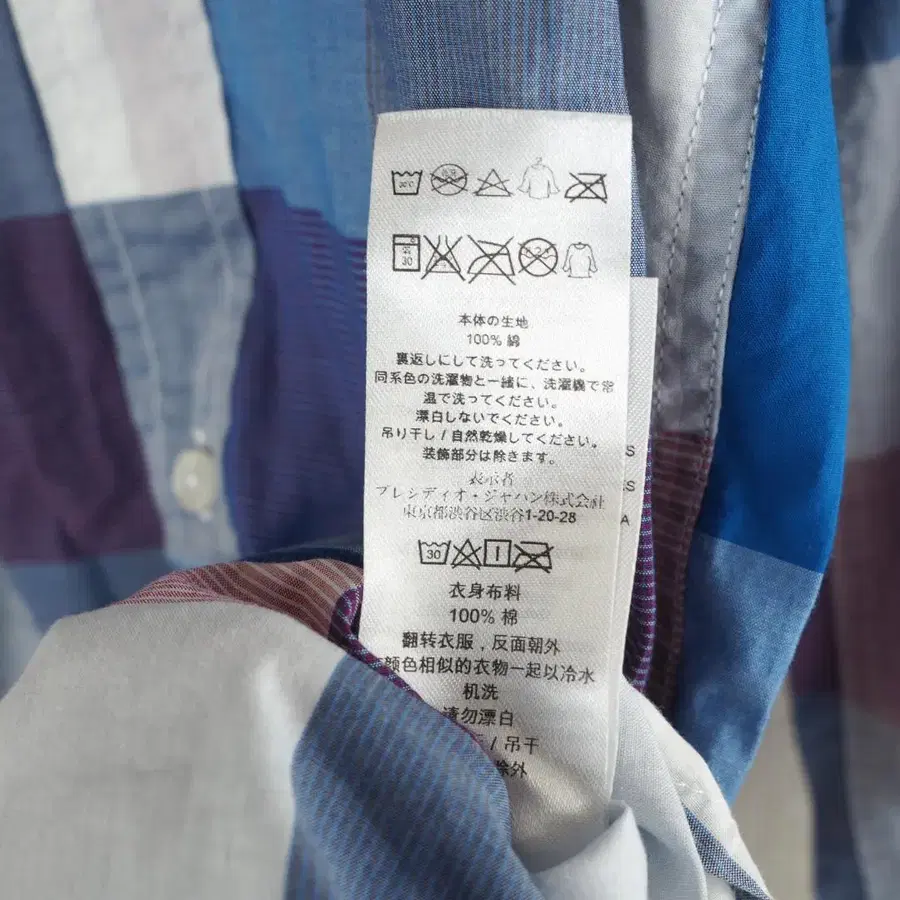 30
本体の生地
100% 綿
裏返しにして洗ってください。
同系色の洗濯物と一緒に、洗濯機で常
温で洗ってください。
漂白しないでください。
吊り干し / 自然乾燥してください。
装飾部分は除きます。
表示者
プレシディオ・ジャパン株式会社
東京都渋谷区渋谷1-20-28
S
ES
A
30
衣身布料
100% 棉
翻转衣服，反面朝外
颜色相似的衣物一起以冷水
机洗
请勿漂白
/ 吊干
除外